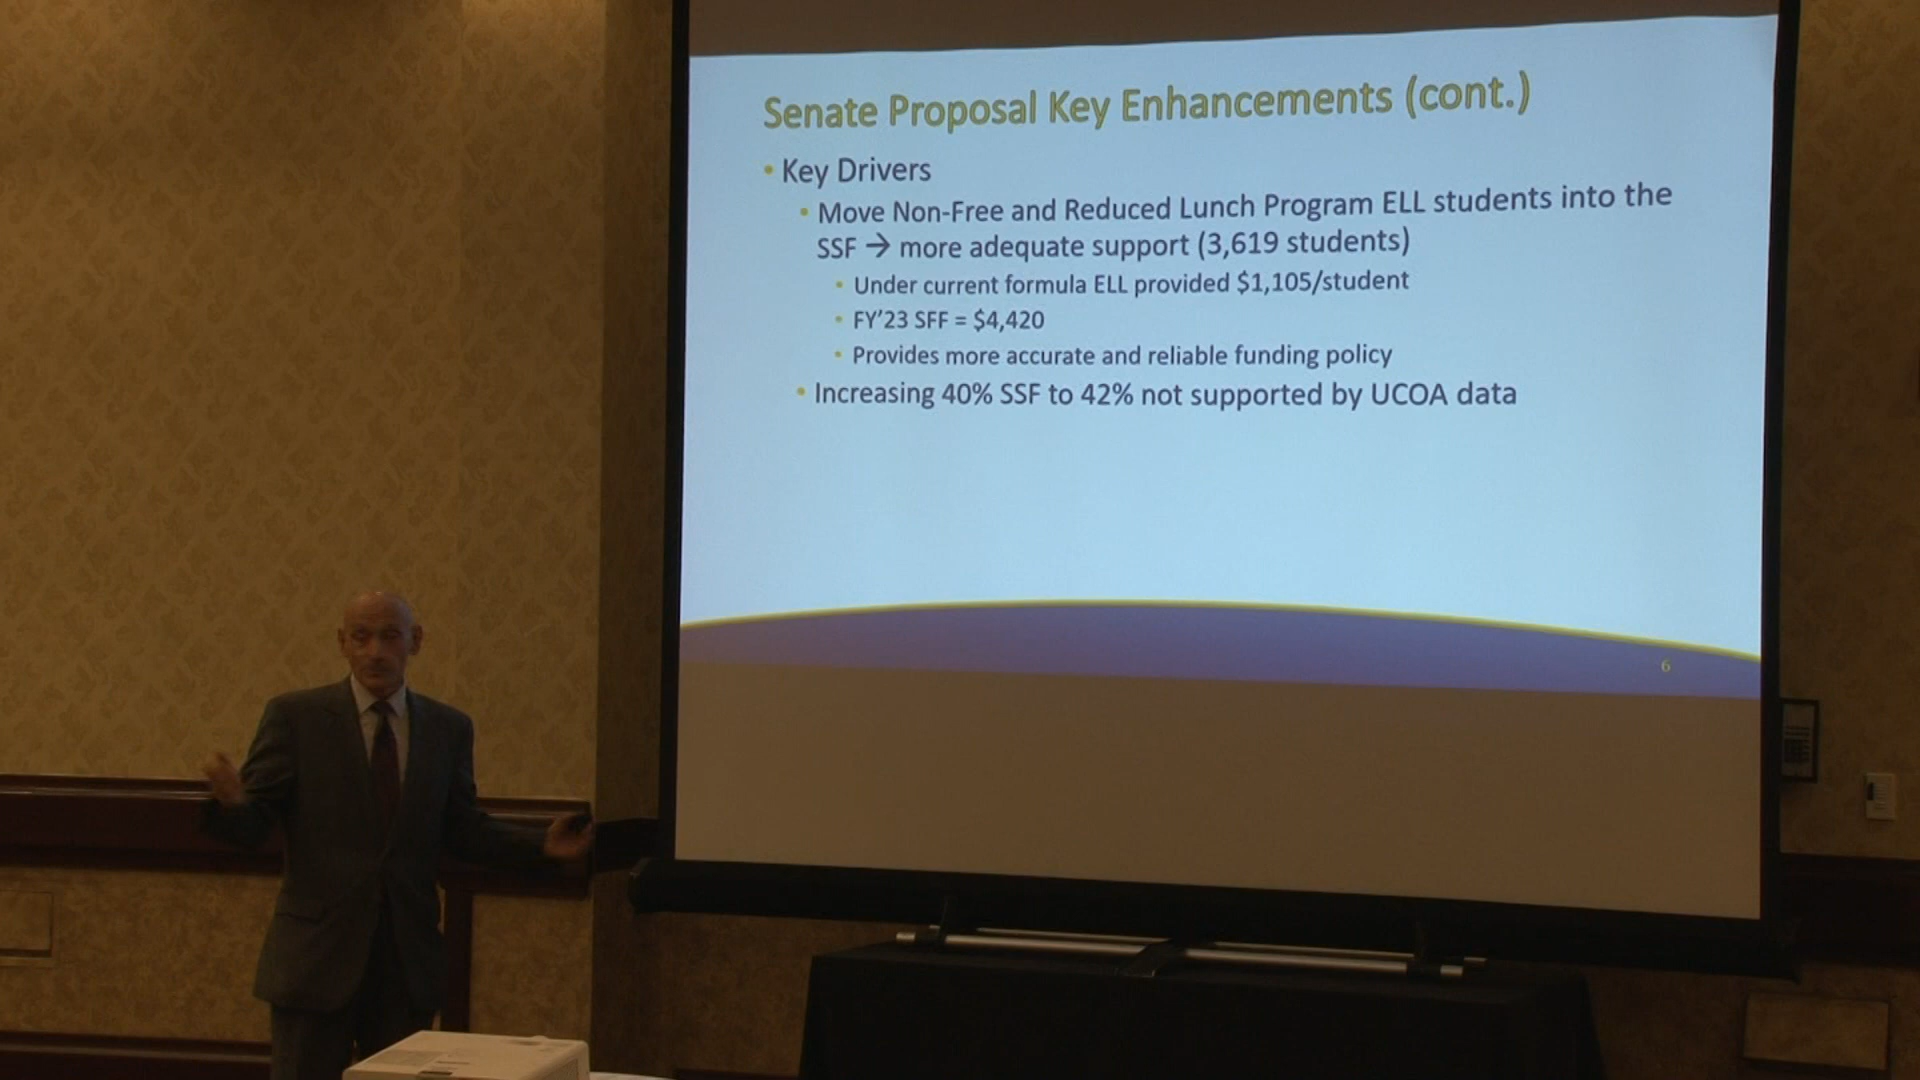 Senate Proposal Key Enhancements (cont.)
• Key Drivers
• Move Non-Free and Reduced Lunch Program ELL students into the
SSF → more adequate support (3,619 students)
• Under current formula ELL provided $1,105/student
• FY'23 SFF = $4,420
• Provides more accurate and reliable funding policy
• Increasing 40% SSF to 42% not supported by UCOA data
6